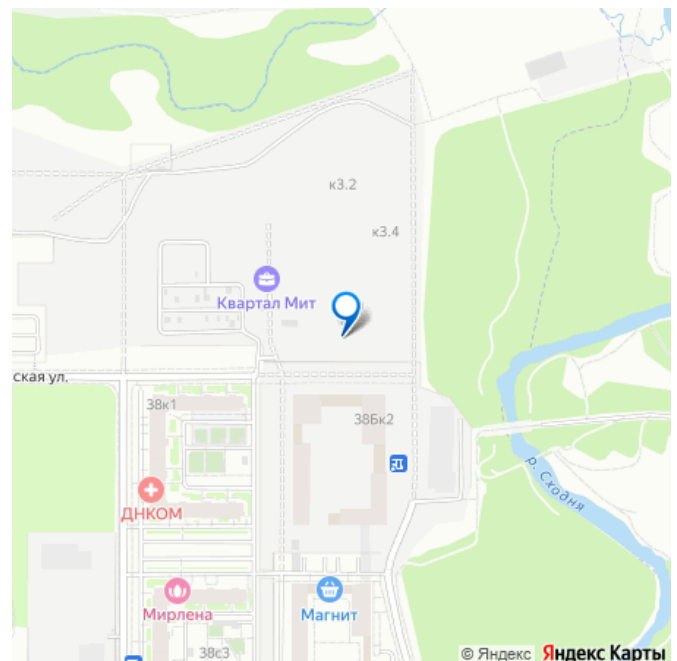 к3.2
к3.4
Квартал Мит
ская ул.
38к1
38Бк2
р. Сходня
ДНКОМ
Мирлена
Магнит
38с3
© Яндекс Яндекс Карты